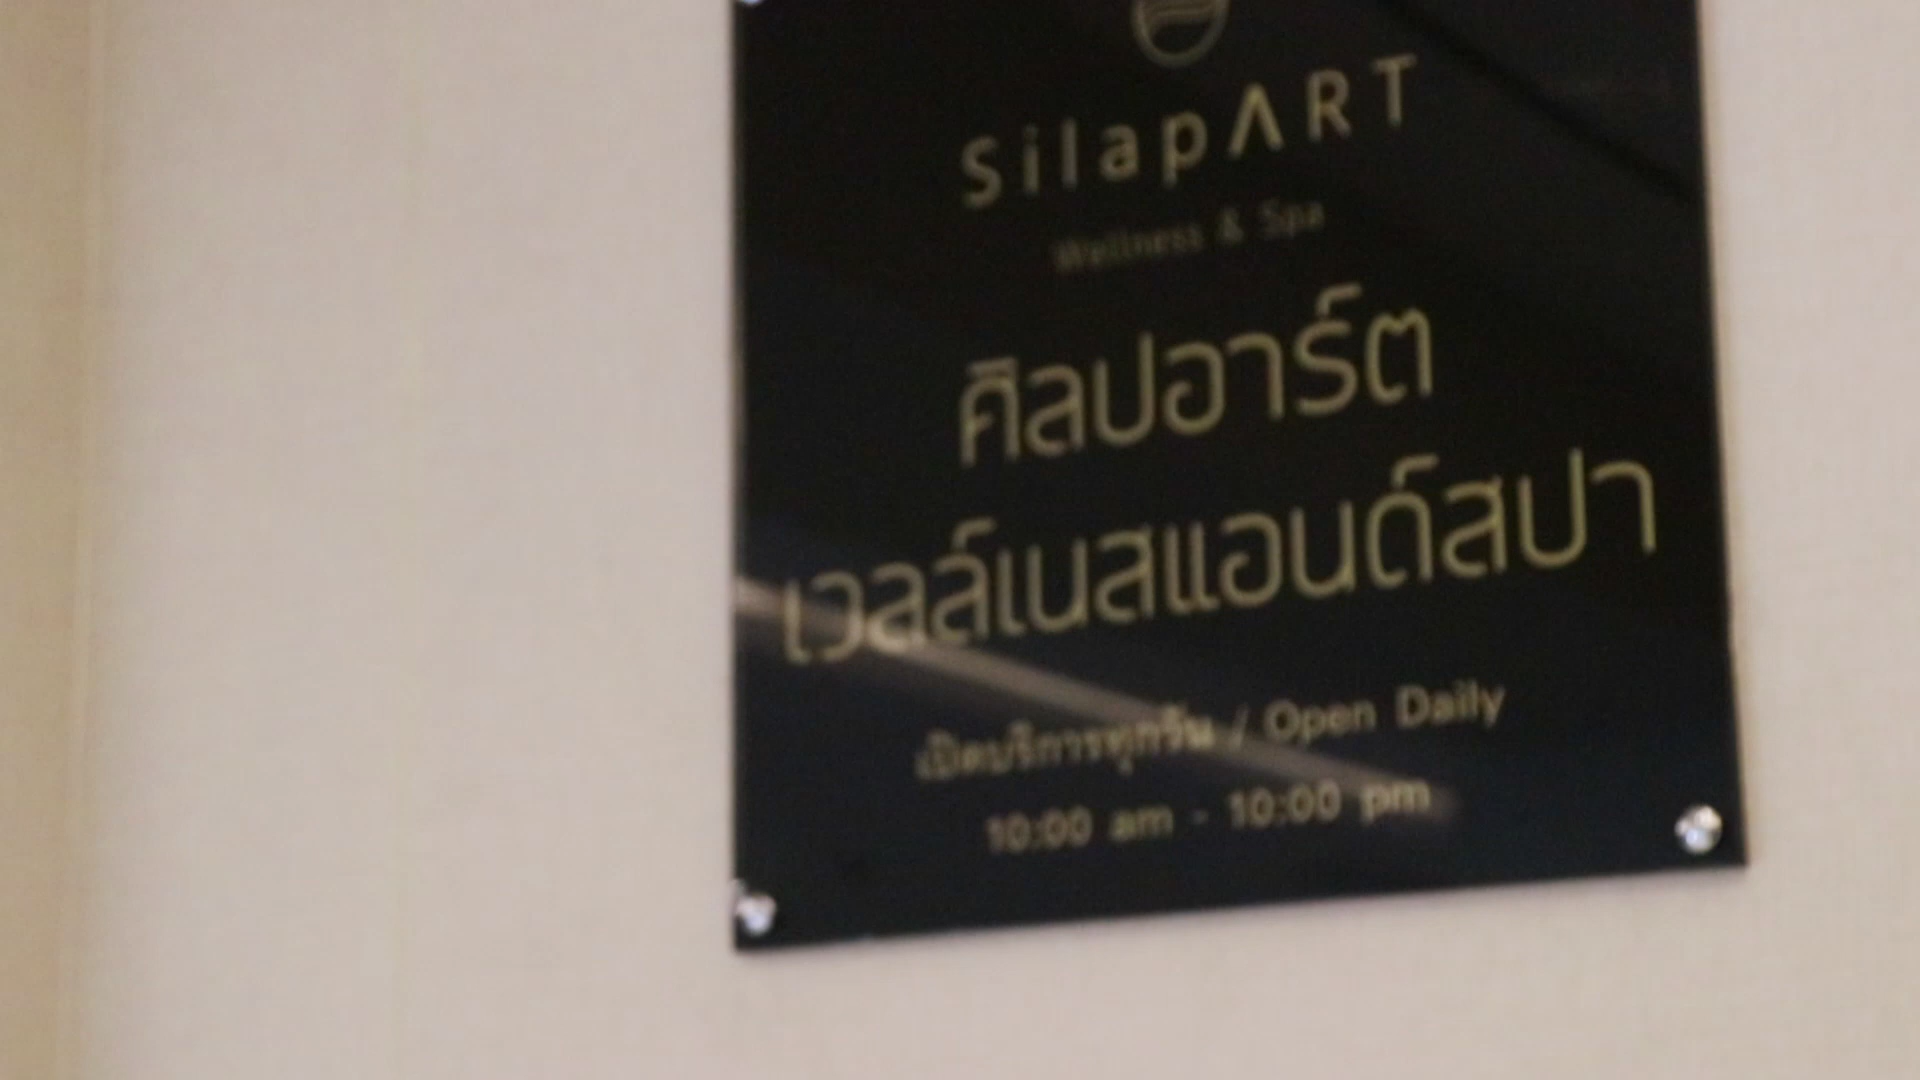 SilapART
Wellness & Spa
ศิลปอาร์ต
เวลล์เนสแอนด์สปา
เปิดบริการทุกวัน / Open Daily
10:00 am - 10:00 pm